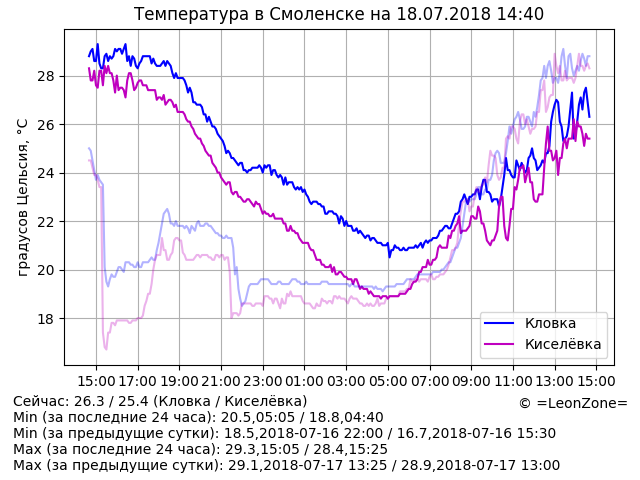 Температура в Смоленске на 18.07.2018 14:40
градусов Цельсия, °C
28
26
24
22
20
18
Кловка
Киселёвка
15:00 17:00 19:00 21:00 23:00 01:00 03:00 05:00 07:00 09:00 11:00 13:00 15:00
Сейчас: 26.3 / 25.4 (Кловка / Киселёвка)
© =LeonZone=
Min (за последние 24 часа): 20.5,05:05 / 18.8,04:40
Min (за предыдущие сутки): 18.5,2018-07-16 22:00 / 16.7,2018-07-16 15:30
Max (за последние 24 часа): 29.3,15:05 / 28.4,15:25
Max (за предыдущие сутки): 29.1,2018-07-17 13:25 / 28.9,2018-07-17 13:00